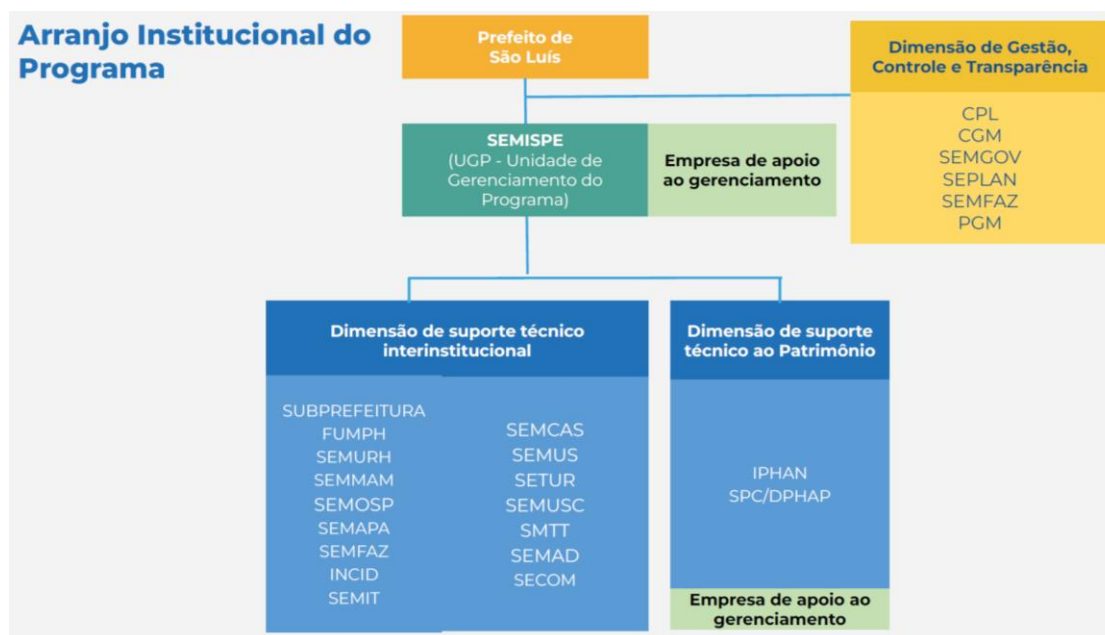 Arranjo Institucional do
Programa
Prefeito de
São Luís
Dimensão de Gestão,
Controle e Transparência
CPL
CGM
SEMGOV
SEPLAN
SEMFAZ
PGM
SEMISPE
(UGP - Unidade de
Gerenciamento do
Programa)
Empresa de apoio
ao gerenciamento
Dimensão de suporte técnico
interinstitucional
SUBPREFEITURA
FUMPH
SEMURH
SEMMAM
SEMOSP
SEMAPA
SEMFAZ
INCID
SEMIT
SEMCAS
SEMUS
SETUR
SEMUSC
SMTT
SEMAD
SECOM
Dimensão de suporte
técnico ao Patrimônio
IPHAN
SPC/DPHAP
Empresa de apoio ao
gerenciamento